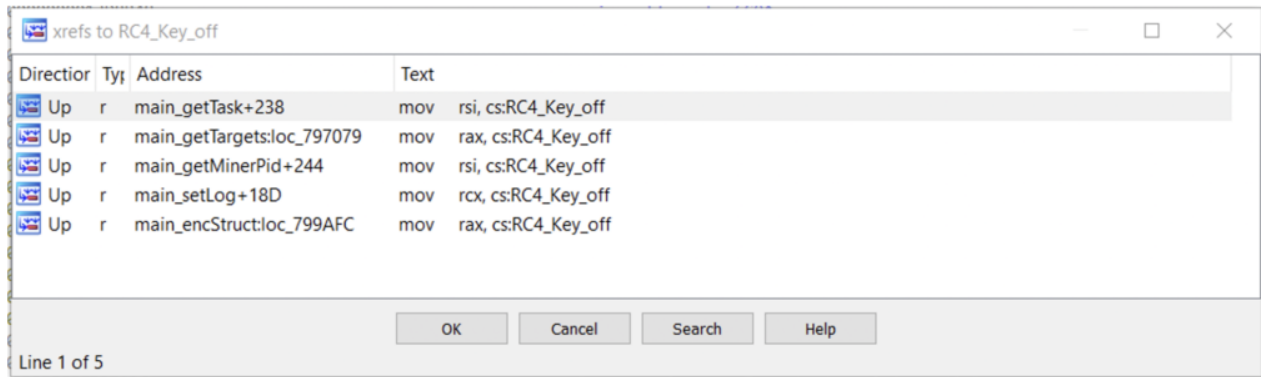 xrefs to RC4_Key_off
Direction Typ Address Text
Up r main_getTask+238 mov rsi, cs:RC4_Key_off
Up r main_getTargets:loc_797079 mov rax, cs:RC4_Key_off
Up r main_getMinerPid+244 mov rsi, cs:RC4_Key_off
Up r main_setLog+18D mov rcx, cs:RC4_Key_off
Up r main_encStruct:loc_799AFC mov rax, cs:RC4_Key_off
OK Cancel Search Help
Line 1 of 5